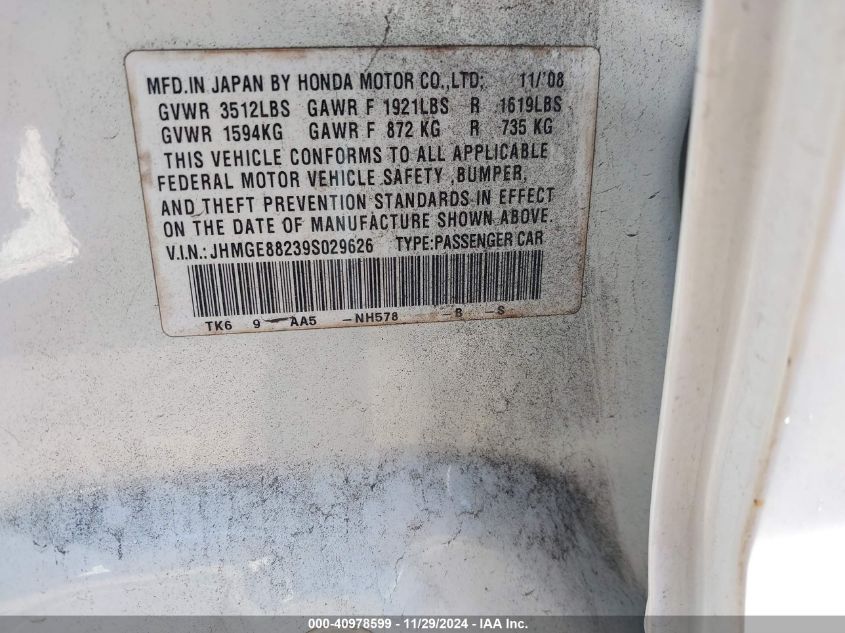 MFD.IN JAPAN BY HONDA MOTOR CO.,LTD; 11/'08
GVWR 3512LBS GAWR F 1921LBS R 1619LBS
GVWR 1594KG GAWR F 872 KG R 735 KG
THIS VEHICLE CONFORMS TO ALL APPLICABLE
FEDERAL MOTOR VEHICLE SAFETY ,BUMPER,
AND THEFT PREVENTION STANDARDS IN EFFECT
ON THE DATE OF MANUFACTURE SHOWN ABOVE.
V.I.N.:JHMGE88239S029626 TYPE:PASSENGER CAR
TK6 9 - AA5 -NH578 -B -S
000-40978599 - 11/29/2024 - IAA Inc.